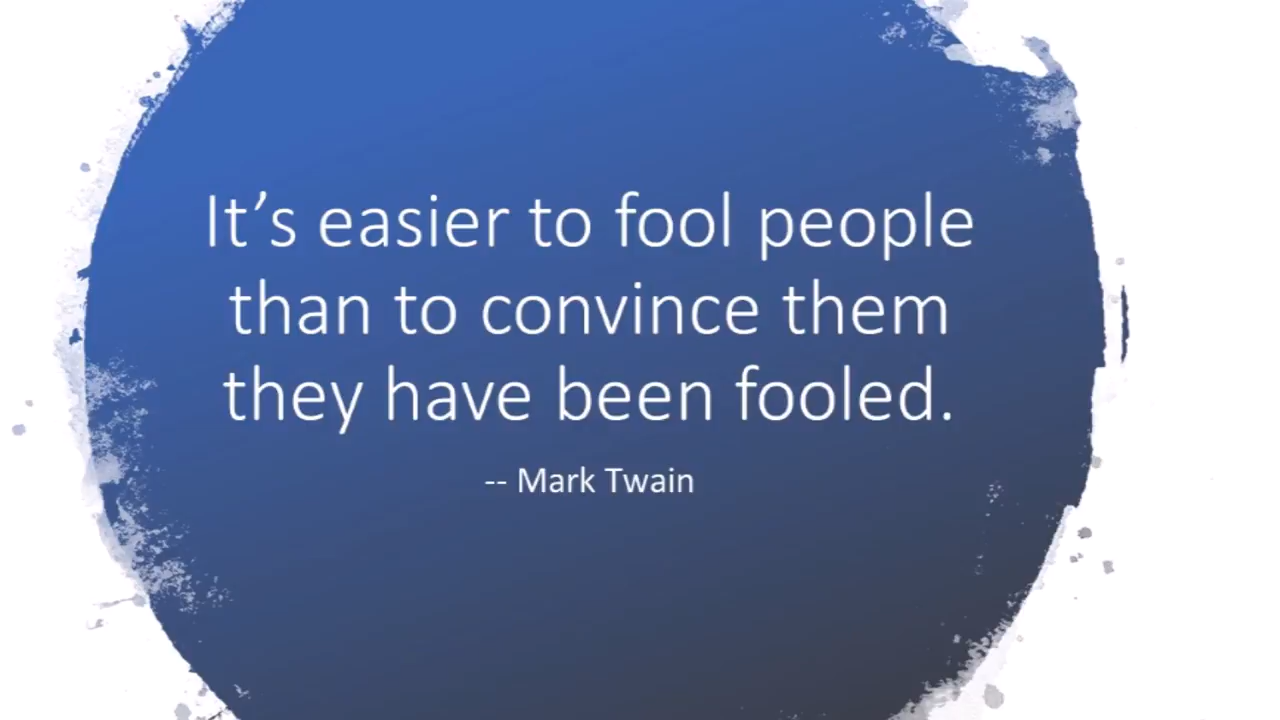 It’s easier to fool people
than to convince them
they have been fooled.
-- Mark Twain